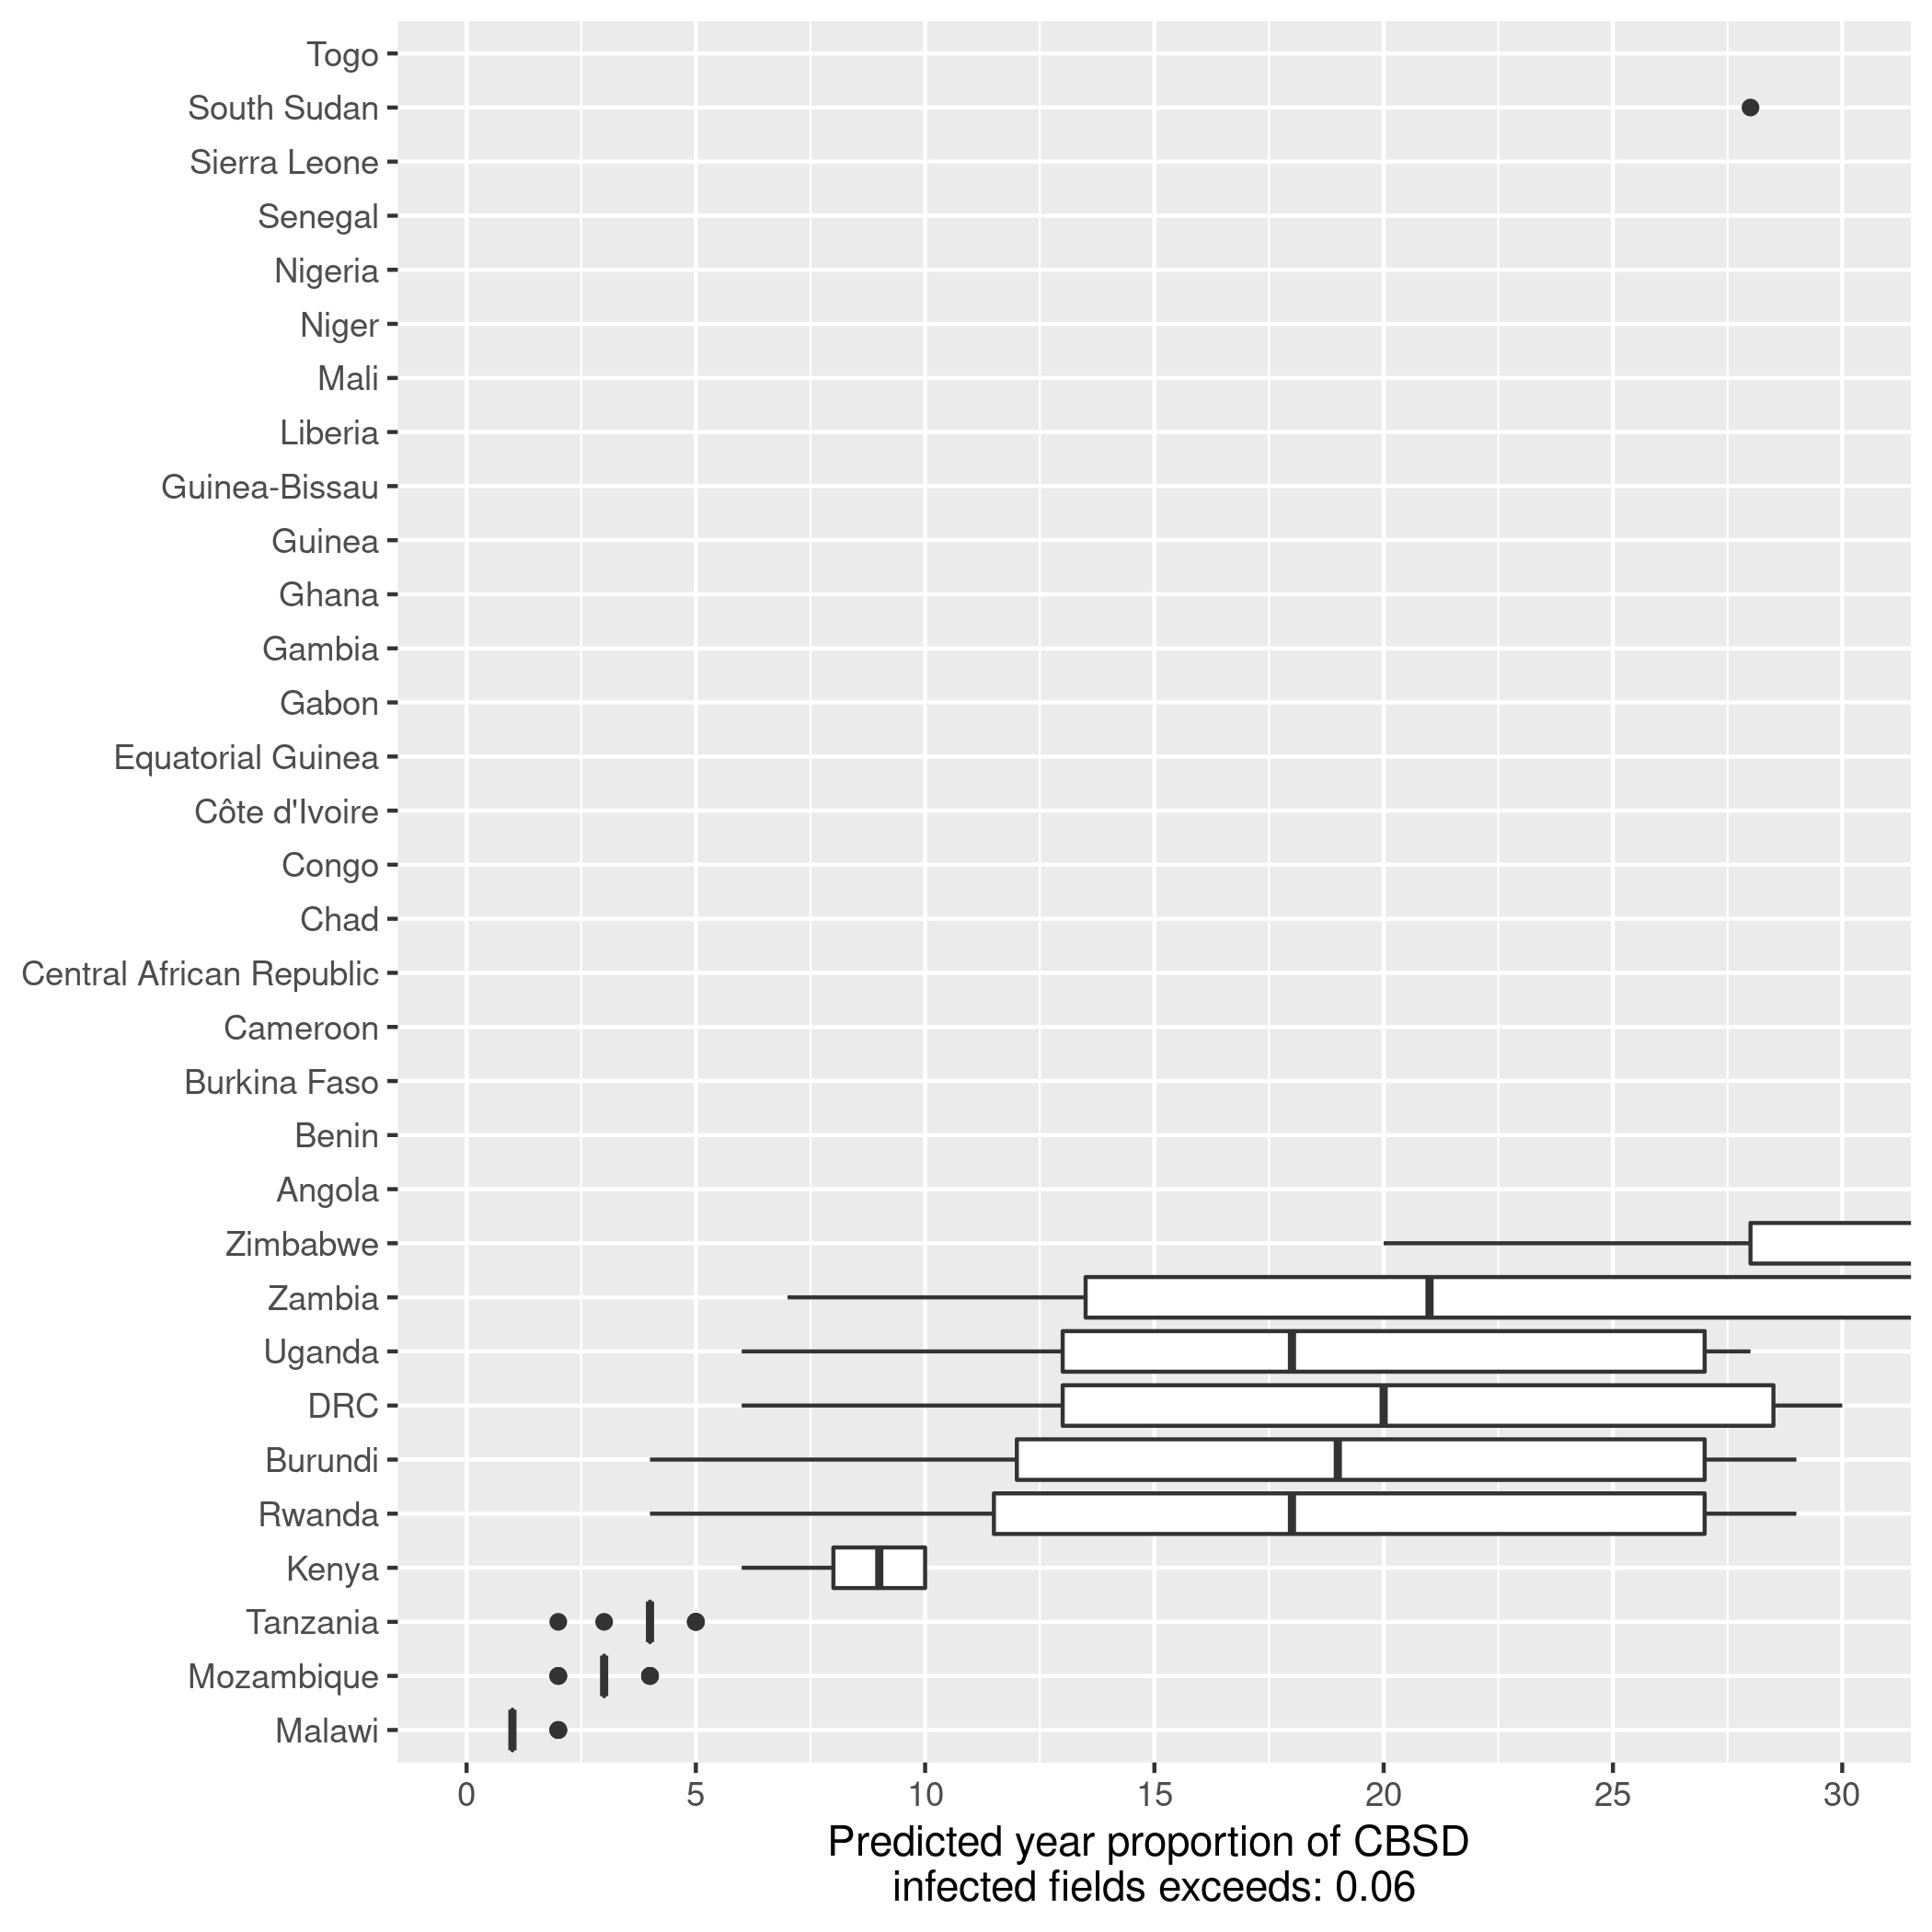 Togo
South Sudan
Sierra Leone
Senegal
Nigeria
Niger
Mali
Liberia
Guinea-Bissau
Guinea
Ghana
Gambia
Gabon
Equatorial Guinea
Côte d'Ivoire
Congo
Chad
Central African Republic
Cameroon
Burkina Faso
Benin
Angola
Zimbabwe
Zambia
Uganda
DRC
Burundi
Rwanda
Kenya
Tanzania
Mozambique
Malawi
0 5 10 15 20 25 30
Predicted year proportion of CBSD
infected fields exceeds: 0.06